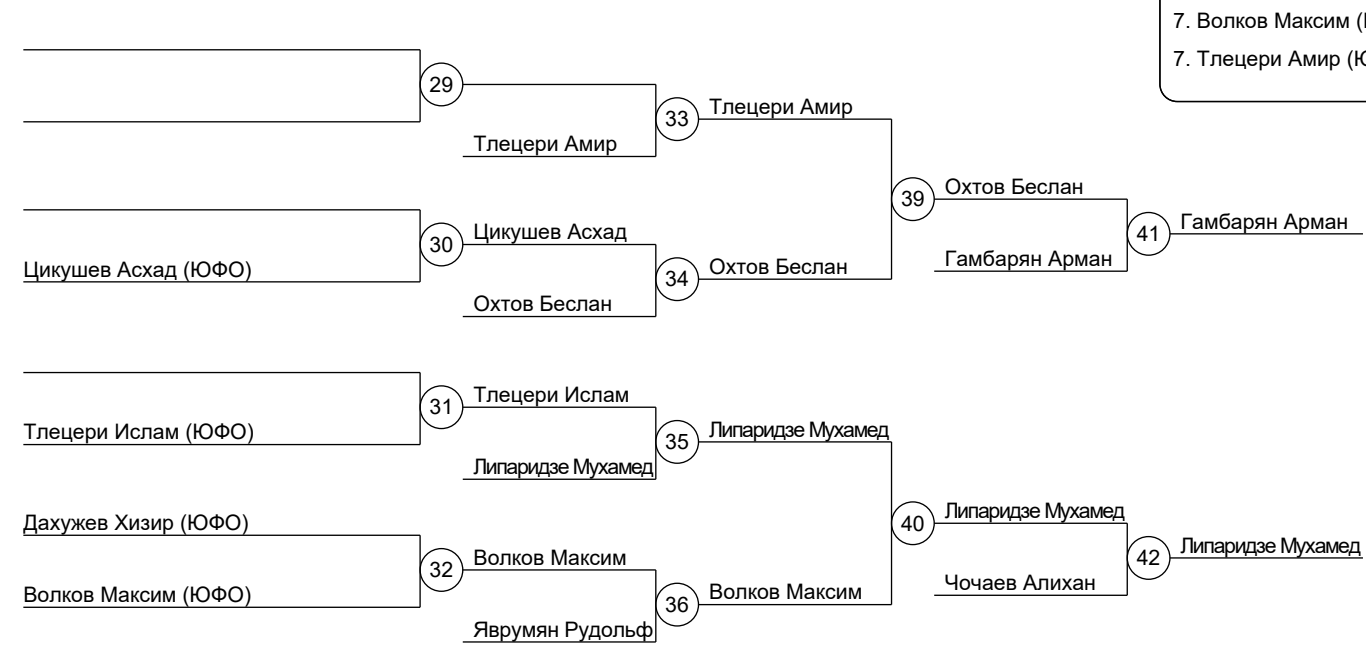 7. Волков Максим (
7. Тлецери Амир (Ю
29
Тлецери Амир
33
Тлецери Амир
39
Охтов Беслан
41
Гамбарян Арман
Цикушев Асхад
30
Цикушев Асхад (ЮФО)
Гамбарян Арман
34
Охтов Беслан
Охтов Беслан
31
Тлецери Ислам
Тлецери Ислам (ЮФО)
35
Липаридзе Мухамед
Липаридзе Мухамед
Дахужев Хизир (ЮФО)
40
Липаридзе Мухамед
32
Волков Максим
42
Липаридзе Мухамед
Чочаев Алихан
Волков Максим (ЮФО)
36
Волков Максим
Яврумян Рудольф